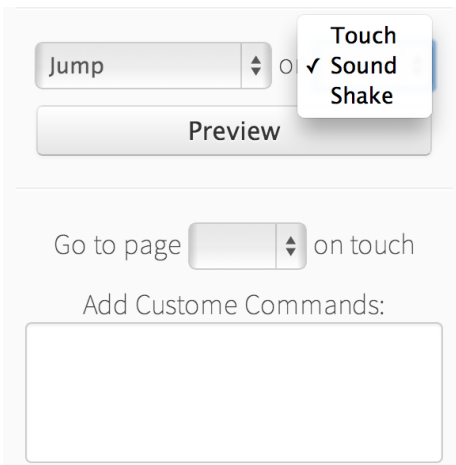 Touch
Jump o ✓ Sound
Shake
Preview
Go to page on touch
Add Custome Commands: